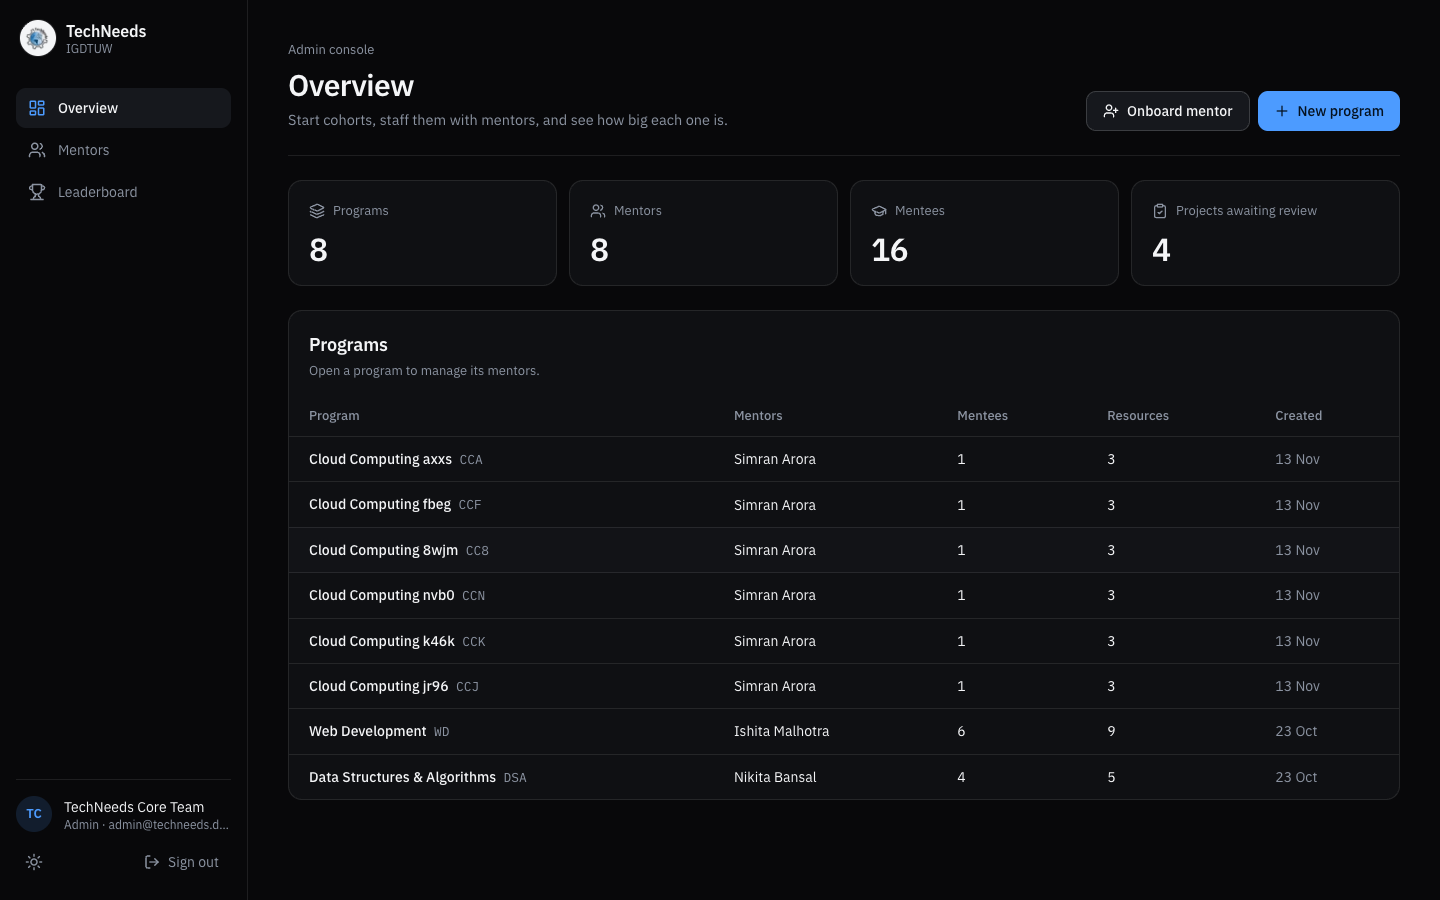 TechNeeds
IGDTUW
Overview
Mentors
Leaderboard
TechNeeds Core Team
TC
Admin · admin@techneeds.d...
Sign out
Admin console
Overview
Start cohorts, staff them with mentors, and see how big each one is.
Onboard mentor
New program
Programs
8
Mentors
8
Mentees
16
Projects awaiting review
4
Programs
Open a program to manage its mentors.
Program Mentors Mentees Resources Created
Cloud Computing axxs CCA Simran Arora 1 3 13 Nov
Cloud Computing fbeg CCF Simran Arora 1 3 13 Nov
Cloud Computing 8wjm CC8 Simran Arora 1 3 13 Nov
Cloud Computing nvb0 CCN Simran Arora 1 3 13 Nov
Cloud Computing k46k CCK Simran Arora 1 3 13 Nov
Cloud Computing jr96 CCJ Simran Arora 1 3 13 Nov
Web Development WD Ishita Malhotra 6 9 23 Oct
Data Structures & Algorithms DSA Nikita Bansal 4 5 23 Oct